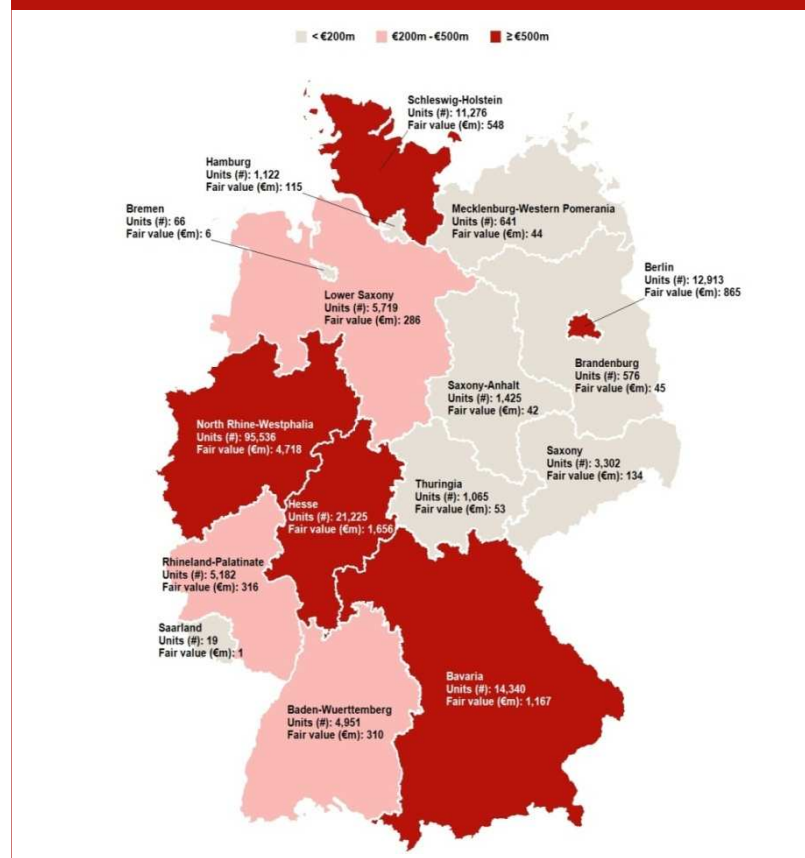 < €200m €200m - €500m ≥ €500m
Schleswig-Holstein
Units (#): 11,276
Fair value (€m): 548
Hamburg
Units (#): 1,122
Fair value (€m): 115
Mecklenburg-Western Pomerania
Units (#): 641
Fair value (€m): 44
Bremen
Units (#): 66
Fair value (€m): 6
Berlin
Units (#): 12,913
Fair value (€m): 865
Lower Saxony
Units (#): 5,719
Fair value (€m): 286
Brandenburg
Units (#): 576
Fair value (€m): 45
Saxony-Anhalt
Units (#): 1,425
Fair value (€m): 42
North Rhine-Westphalia
Units (#): 95,536
Fair value (€m): 4,718
Saxony
Units (#): 3,302
Fair value (€m): 134
Thuringia
Units (#): 1,065
Fair value (€m): 53
Hesse
Units (#): 21,225
Fair value (€m): 1,656
Rhineland-Palatinate
Units (#): 5,182
Fair value (€m): 316
Saarland
Units (#): 19
Fair value (€m): 1
Bavaria
Units (#): 14,340
Fair value (€m): 1,167
Baden-Wuerttemberg
Units (#): 4,951
Fair value (€m): 310